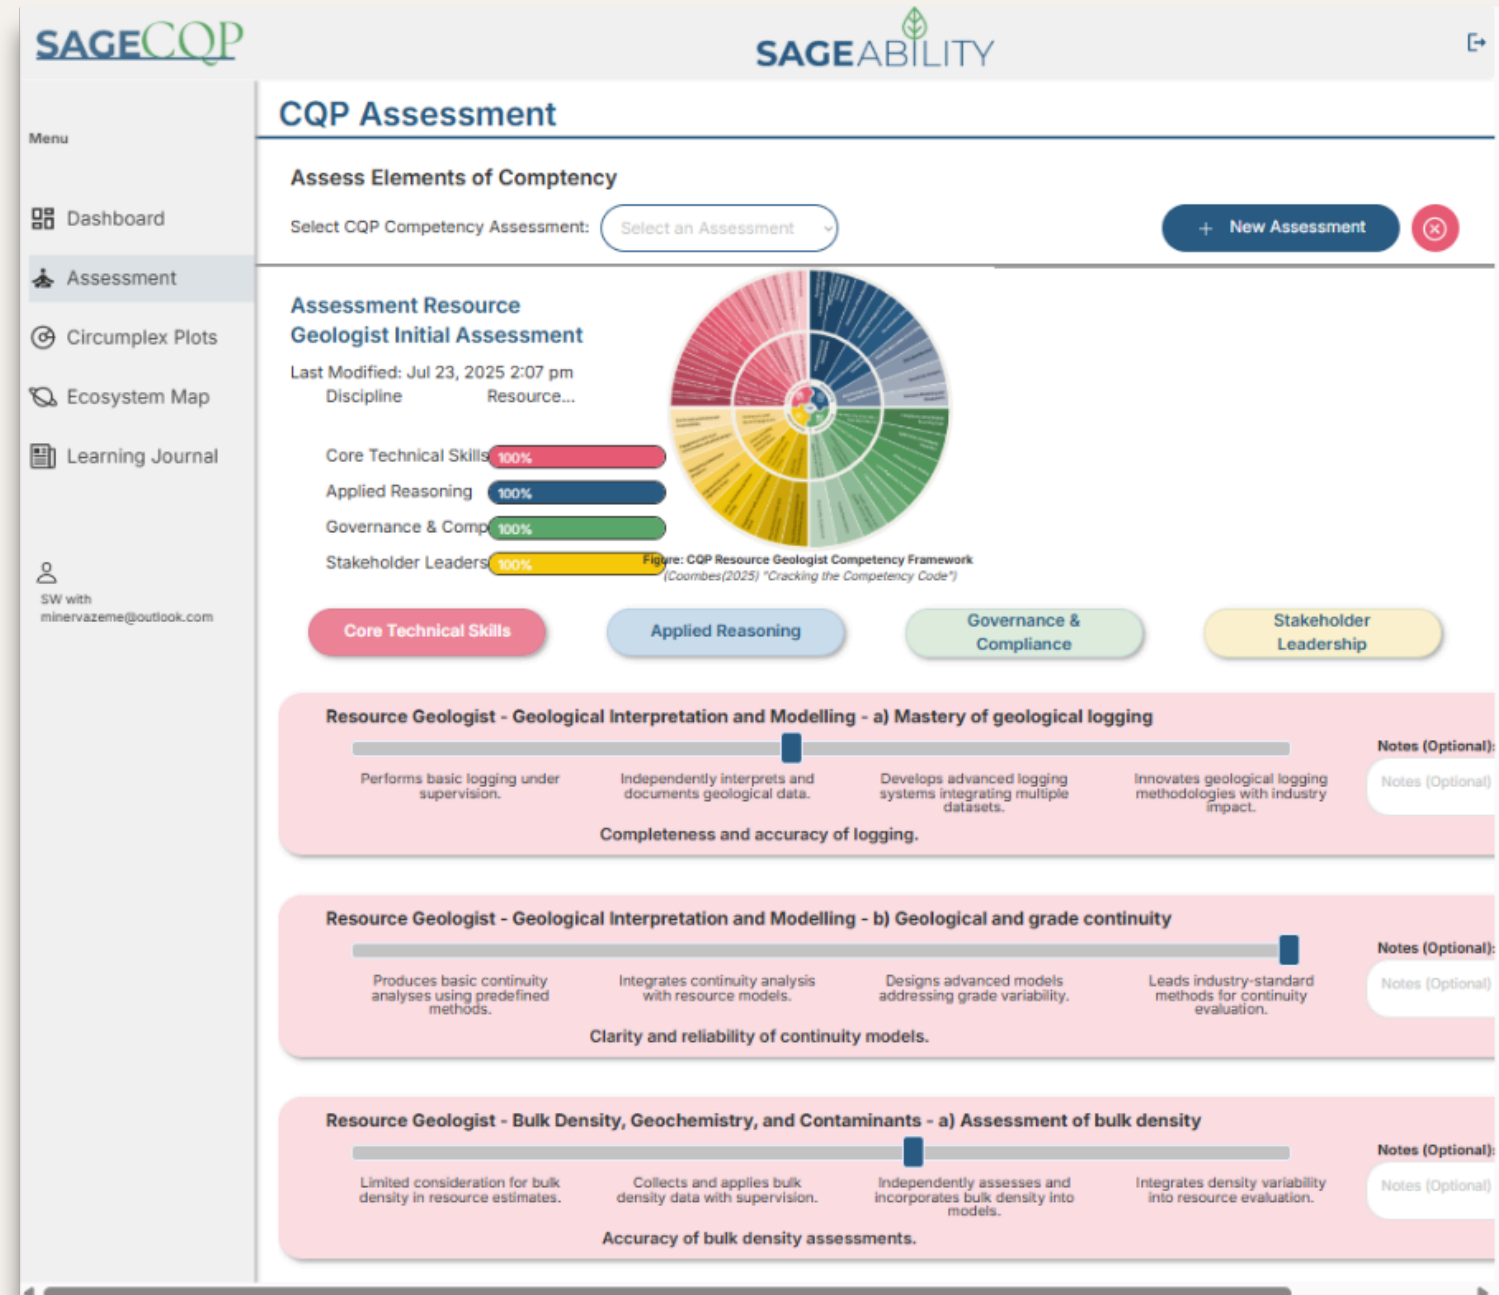 SAGECQP
SAGEABILITY
Menu
Dashboard
Assessment
Circumplex Plots
Ecosystem Map
Learning Journal
SW with
minervazeme@outlook.com
CQP Assessment
Assess Elements of Comptency
Select CQP Competency Assessment:
Select an Assessment
+ New Assessment
Assessment Resource
Geologist Initial Assessment
Last Modified: Jul 23, 2025 2:07 pm
Discipline Resource...
Core Technical Skills 100%
Applied Reasoning 100%
Governance & Comp 100%
Stakeholder Leaders 100%
Figure: CQP Resource Geologist Competency Framework
(Coombes(2025) "Cracking the Competency Code")
Core Technical Skills
Applied Reasoning
Governance &
Compliance
Stakeholder
Leadership
Resource Geologist - Geological Interpretation and Modelling - a) Mastery of geological logging
Performs basic logging under
supervision.
Independently interprets and
documents geological data.
Develops advanced logging
systems integrating multiple
datasets.
Innovates geological logging
methodologies with industry
impact.
Completeness and accuracy of logging.
Notes (Optional):
Notes (Optional)
Resource Geologist - Geological Interpretation and Modelling - b) Geological and grade continuity
Produces basic continuity
analyses using predefined
methods.
Integrates continuity analysis
with resource models.
Designs advanced models
addressing grade variability.
Leads industry-standard
methods for continuity
evaluation.
Clarity and reliability of continuity models.
Notes (Optional):
Notes (Optional)
Resource Geologist - Bulk Density, Geochemistry, and Contaminants - a) Assessment of bulk density
Limited consideration for bulk
density in resource estimates.
Collects and applies bulk
density data with supervision.
Independently assesses and
incorporates bulk density into
models.
Integrates density variability
into resource evaluation.
Accuracy of bulk density assessments.
Notes (Optional):
Notes (Optional)